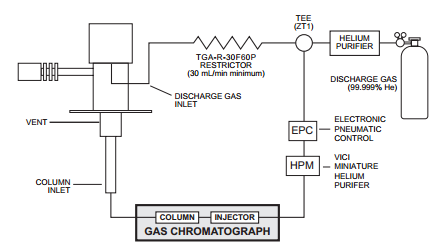 TEE
(ZT1)
HELIUM
PURIFIER
TGA-R-30F60P
RESTRICTOR
(30 mL/min minimum)
DISCHARGE GAS
(99.999% He)
DISCHARGE GAS
INLET
VENT
EPC
ELECTRONIC
PNEUMATIC
CONTROL
HPM
VICI
MINIATURE
HELIUM
PURIFER
COLUMN
INLET
COLUMN
INJECTOR
GAS CHROMATOGRAPH